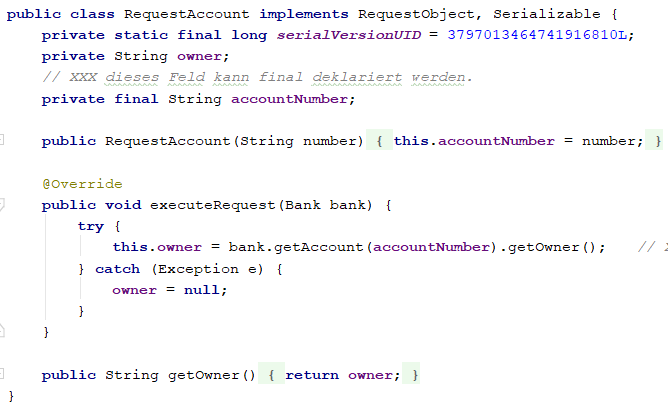 public class RequestAccount implements RequestObject, Serializable {
private static final long serialVersionUID = 3797013464741916810L;
private String owner;
// XXX dieses Feld kann final deklariert werden.
private final String accountNumber;
public RequestAccount(String number) { this.accountNumber = number; }
@Override
public void executeRequest(Bank bank) {
try {
this.owner = bank.getAccount(accountNumber).getOwner(); //
} catch (Exception e) {
owner = null;
}
}
public String getOwner() { return owner; }
}